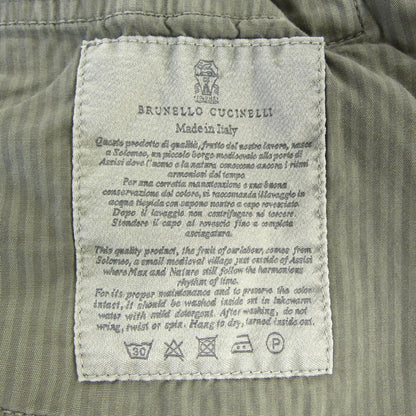 BRUNELLO CUCINELLI
Made in Italy
Questo prodotto di qualità, frutto del nostro lavoro, nasce
a Solomeo, un piccolo borgo medioevale alle porte di
Assisi dove l'uomo e la natura conoscono ancora i ritmi
armoniosi del tempo.
Per una corretta manutenzione e una buona
conservazione del colore, si raccomanda il lavaggio in
acqua tiepida con sapone neutro a capo rovesciato.
Dopo il lavaggio non centrifugare né torcere.
Stendere il capo al rovescio fino a completa
asciugatura.
This quality product, the fruit of our labour, comes from
Solomeo, a small medieval village just outside of Assisi
where Man and Nature still follow the harmonious
rhythm of time.
For its proper maintenance and to preserve the color
intact, it should be washed inside out in lukewarm
water with mild detergent. After washing, do not
wring, twist or spin. Hang to dry, turned inside out.
30 P